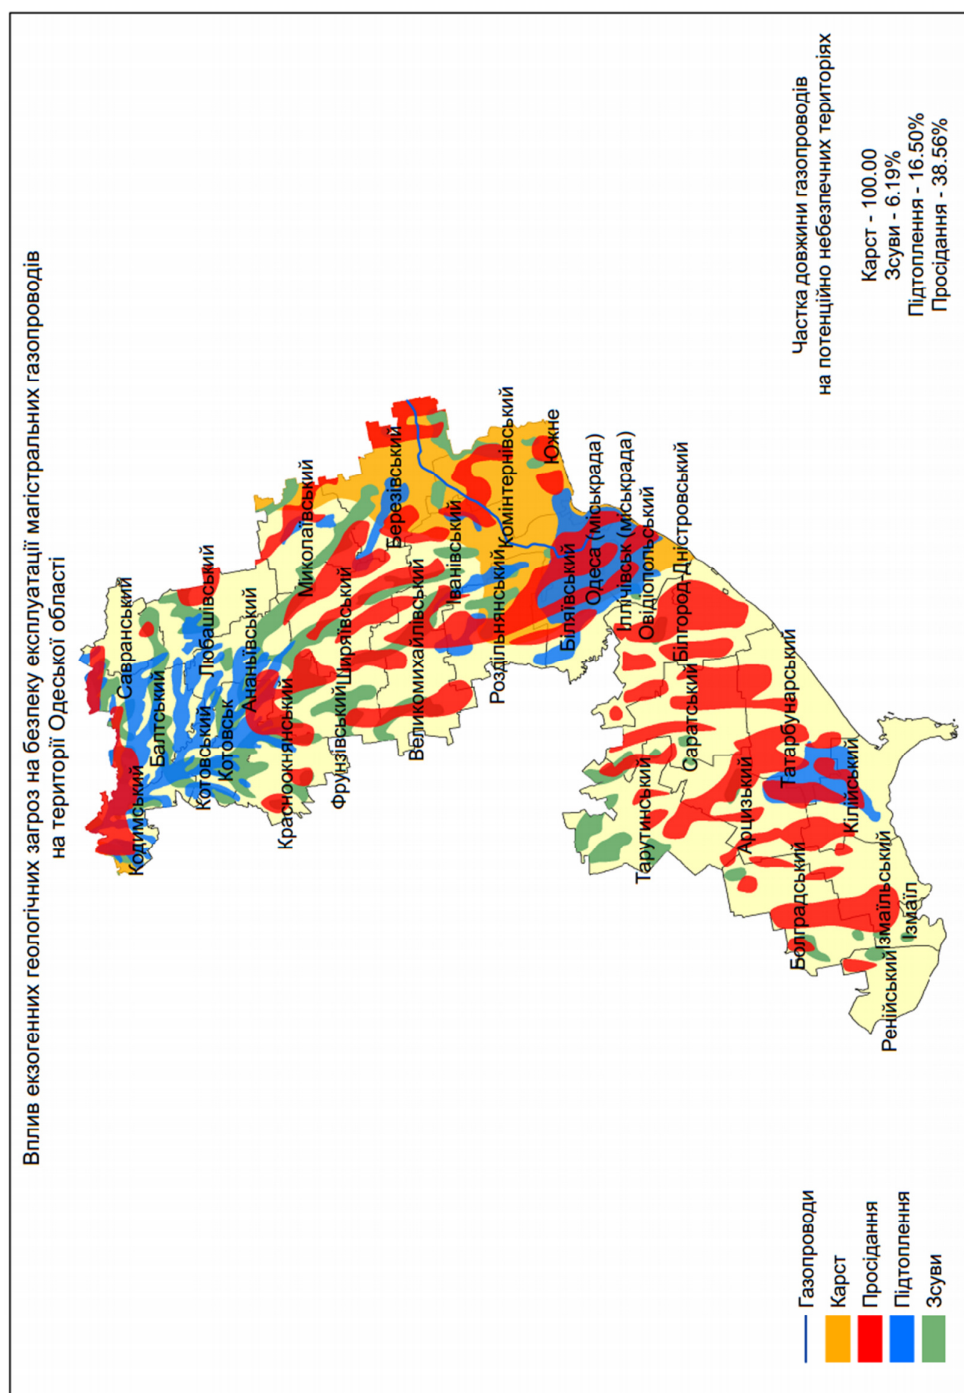 Вплив екзогенних геологічних загроз на безпеку експлуатації магістральних газопроводів
на території Одеської області
Кодимський
Савранський
Балтський
Любашівський
Котовський
Котовськ
Ананьївський
Краснокнянський
Миколаївський
Фрунзівський
Ширяївський
Березівський
Великомихайлівський
Іванівський
Роздільнянський
Комінтернівський
Южне
Біляївський
Одеса (міськрада)
Іллічівськ (міськрада)
Овідіопольський
Білгород-Дністровський
Тарутинський
Саратський
Арцизький
Татарбунарський
Болградський
Кілійський
Ренійський
Ізмаїльський
Ізмаїл
Частка довжини газопроводів
на потенційно небезпечних територіях
Карст - 100.00
Зсуви - 6.19%
Підтоплення - 16.50%
Просідання - 38.56%
Газопроводи
Карст
Просідання
Підтоплення
Зсуви